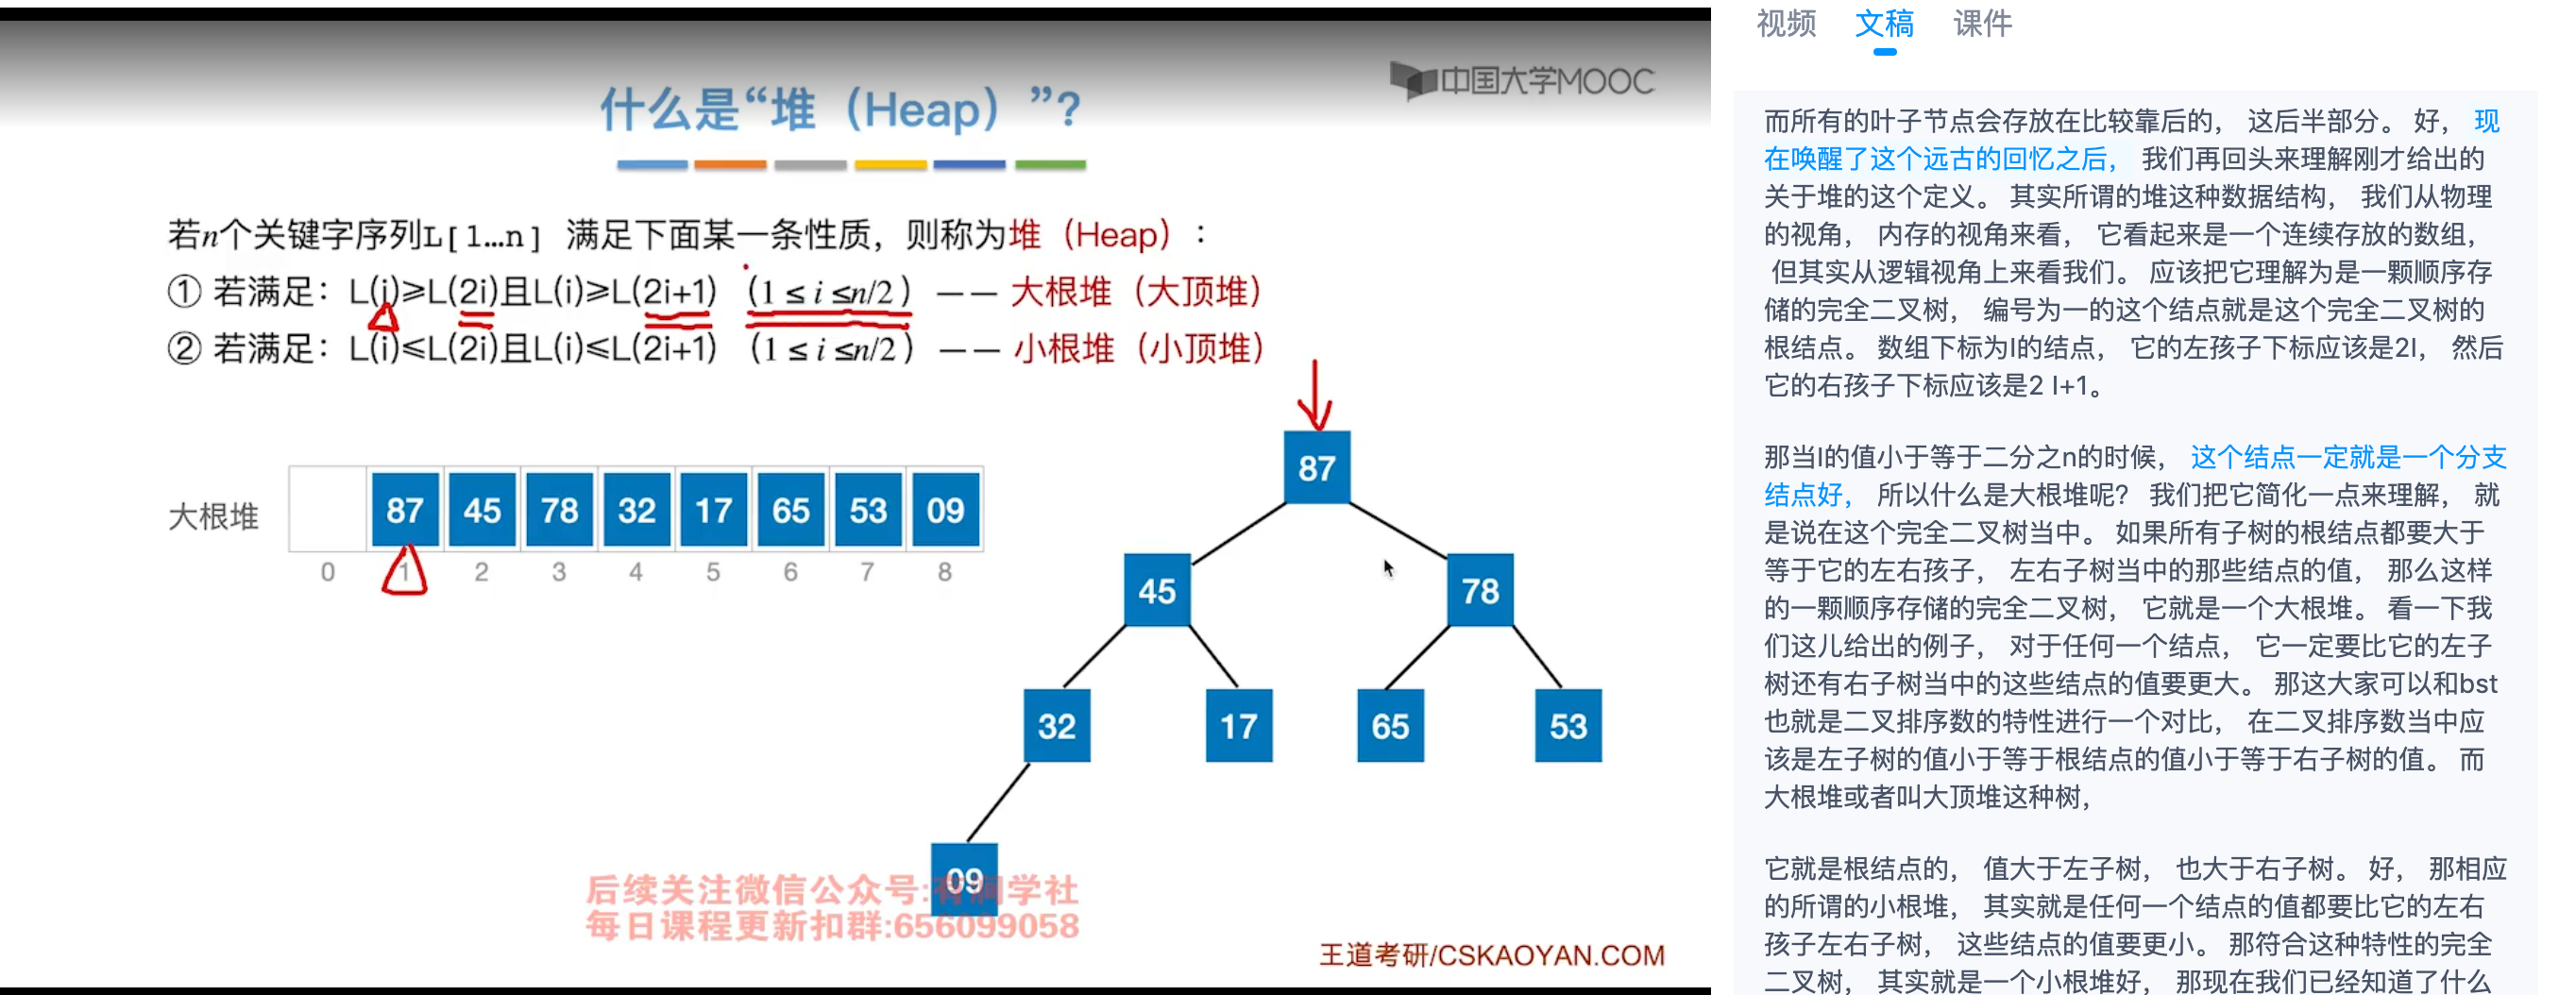 中国大学MOOC
什么是“堆（Heap）”？
若n个关键字序列L[1…n] 满足下面某一条性质，则称为堆（Heap）：
① 若满足：L(i)≥L(2i)且L(i)≥L(2i+1) （1 ≤ i ≤n/2 ） —— 大根堆（大顶堆）
② 若满足：L(i)≤L(2i)且L(i)≤L(2i+1) （1 ≤ i ≤n/2 ） —— 小根堆（小顶堆）
大根堆 87 45 78 32 17 65 53 09
0 1 2 3 4 5 6 7 8
87
45 78
32 17 65 53
09
后续关注微信公众号:
学社
每日课程更新扣群:656099058
王道考研/CSKAOYAN.COM
视频 文稿 课件
而所有的叶子节点会存放在比较靠后的， 这后半部分。 好， 现
在唤醒了这个远古的回忆之后， 我们再回头来理解刚才给出的
关于堆的这个定义。 其实所谓的堆这种数据结构， 我们从物理
的视角， 内存的视角来看， 它看起来是一个连续存放的数组，
但其实从逻辑视角上来看我们。 应该把它理解为是一颗顺序存
储的完全二叉树， 编号为一的这个结点就是这个完全二叉树的
根结点。 数组下标为I的结点， 它的左孩子下标应该是2I， 然后
它的右孩子下标应该是2 I+1。
那当I的值小于等于二分之n的时候， 这个结点一定就是一个分支
结点好， 所以什么是大根堆呢？ 我们把它简化一点来理解， 就
是说在这个完全二叉树当中。 如果所有子树的根结点都要大于
等于它的左右孩子， 左右子树当中的那些结点的值， 那么这样
的一颗顺序存储的完全二叉树， 它就是一个大根堆。 看一下我
们这儿给出的例子， 对于任何一个结点， 它一定要比它的左子
树还有右子树当中的这些结点的值要更大。 那这大家可以和bst
也就是二叉排序数的特性进行一个对比， 在二叉排序数当中应
该是左子树的值小于等于根结点的值小于等于右子树的值。 而
大根堆或者叫大顶堆这种树，
它就是根结点的， 值大于左子树， 也大于右子树。 好， 那相应
的所谓的小根堆， 其实就是任何一个结点的值都要比它的左右
孩子左右子树， 这些结点的值要更小。 那符合这种特性的完全
二叉树， 其实就是一个小根堆好， 那现在我们已经知道了什么